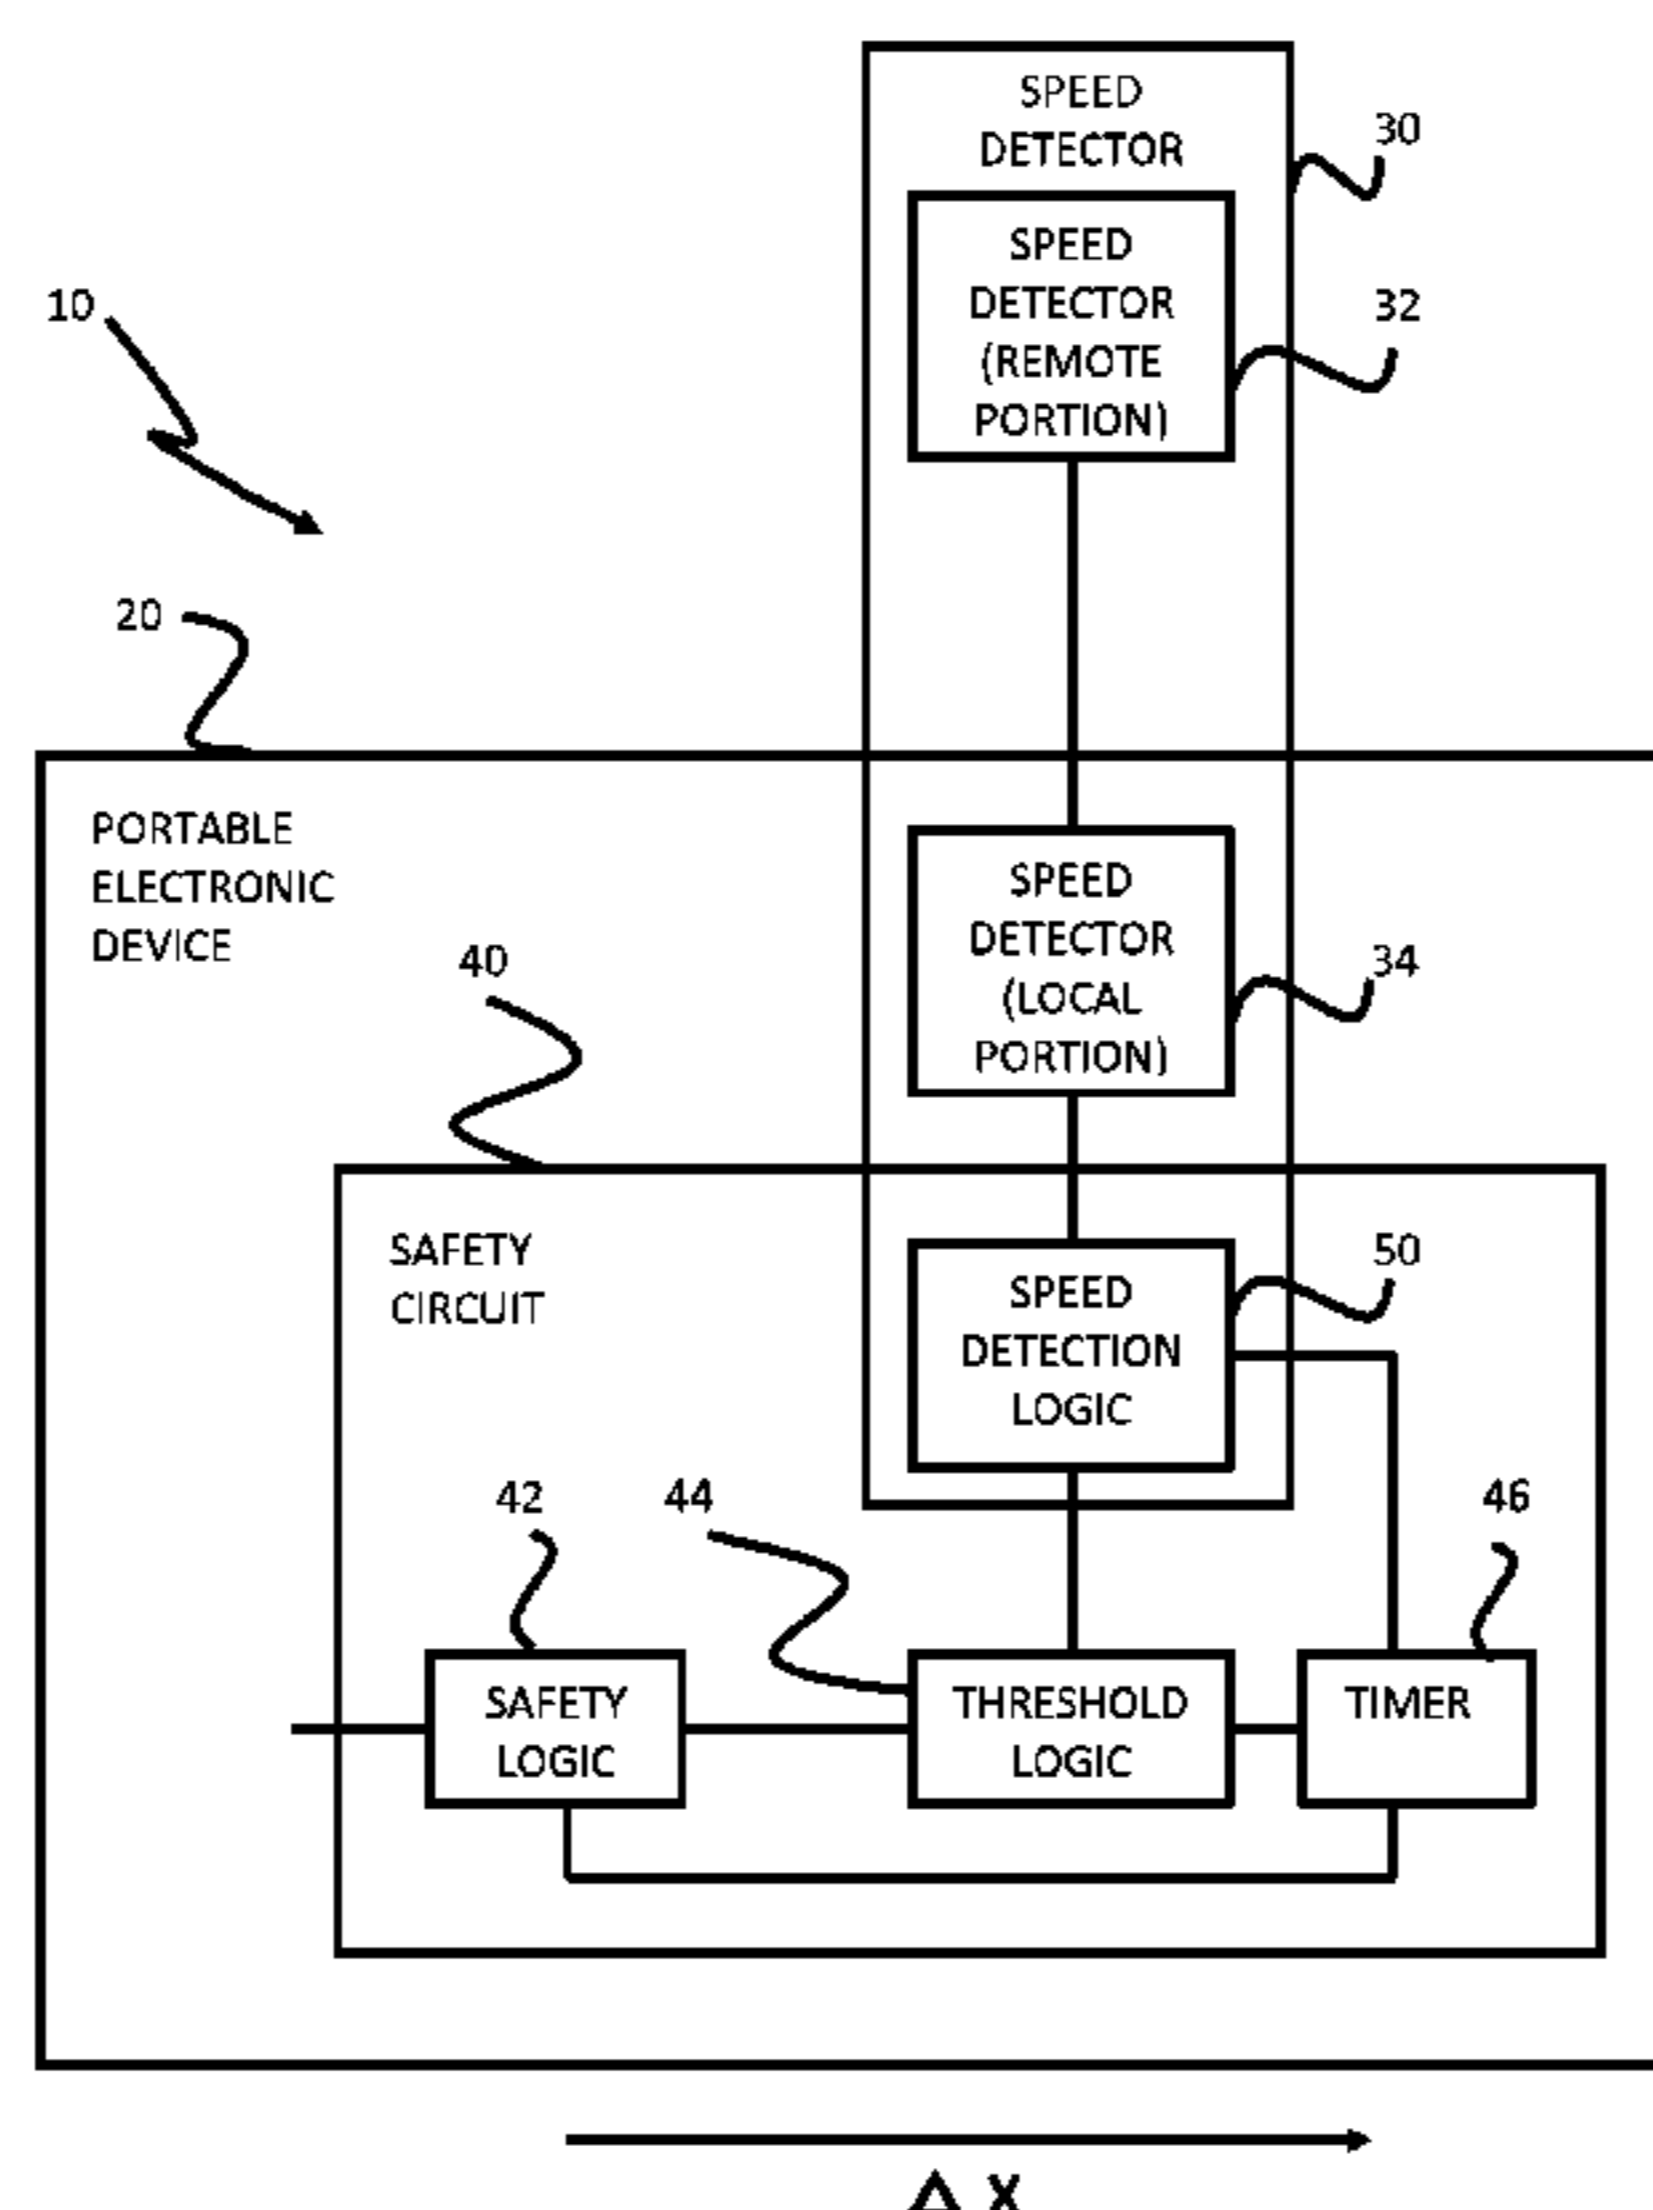 SPEED
DETECTOR
30
SPEED
DETECTOR
(REMOTE
PORTION)
32
10
20
PORTABLE
ELECTRONIC
DEVICE
SPEED
DETECTOR
(LOCAL
PORTION)
34
40
SAFETY
CIRCUIT
50
SPEED
DETECTION
LOGIC
42
44
46
SAFETY
LOGIC
THRESHOLD
LOGIC
TIMER
Δ X